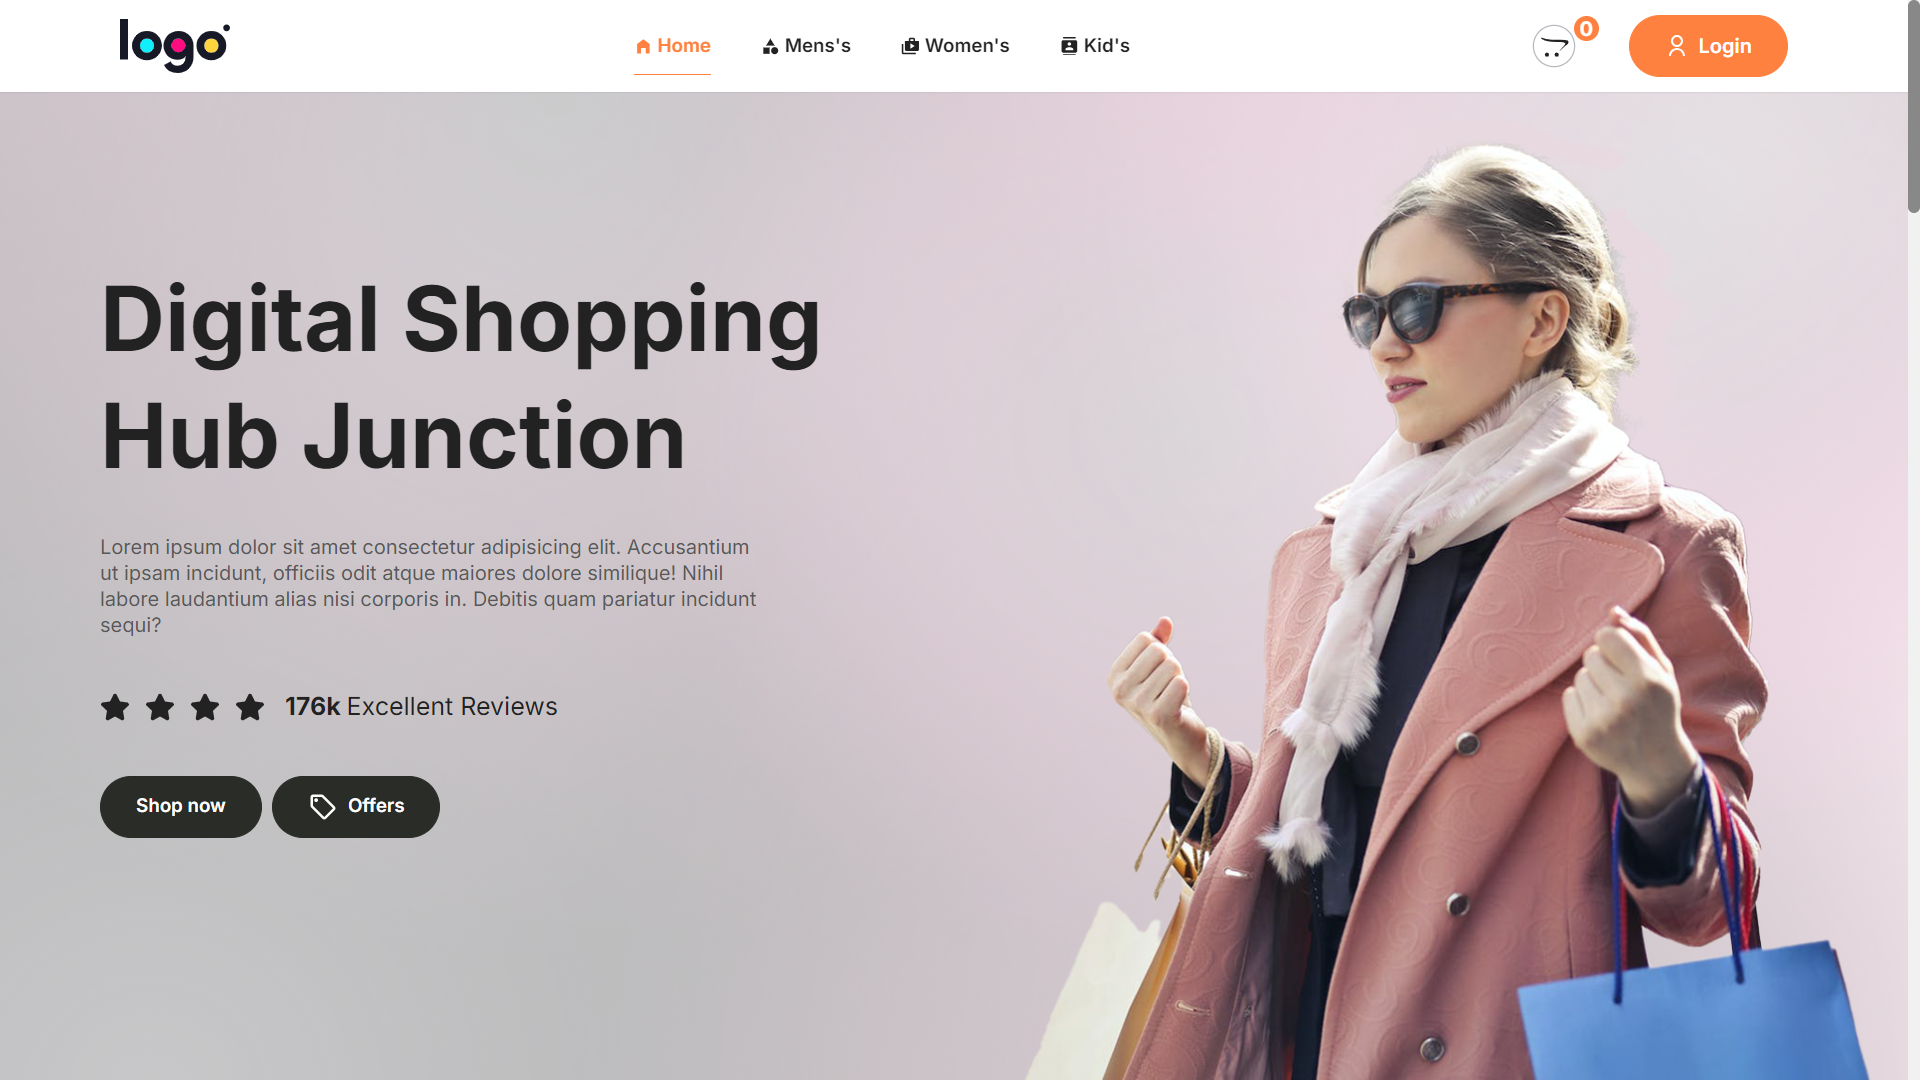 logo
Home
Mens's
Women's
Kid's
0
Login
Digital Shopping
Hub Junction
Lorem ipsum dolor sit amet consectetur adipisicing elit. Accusantium
ut ipsam incidunt, officiis odit atque maiores dolore similique! Nihil
labore laudantium alias nisi corporis in. Debitis quam pariatur incidunt
sequi?
176k Excellent Reviews
Shop now
Offers